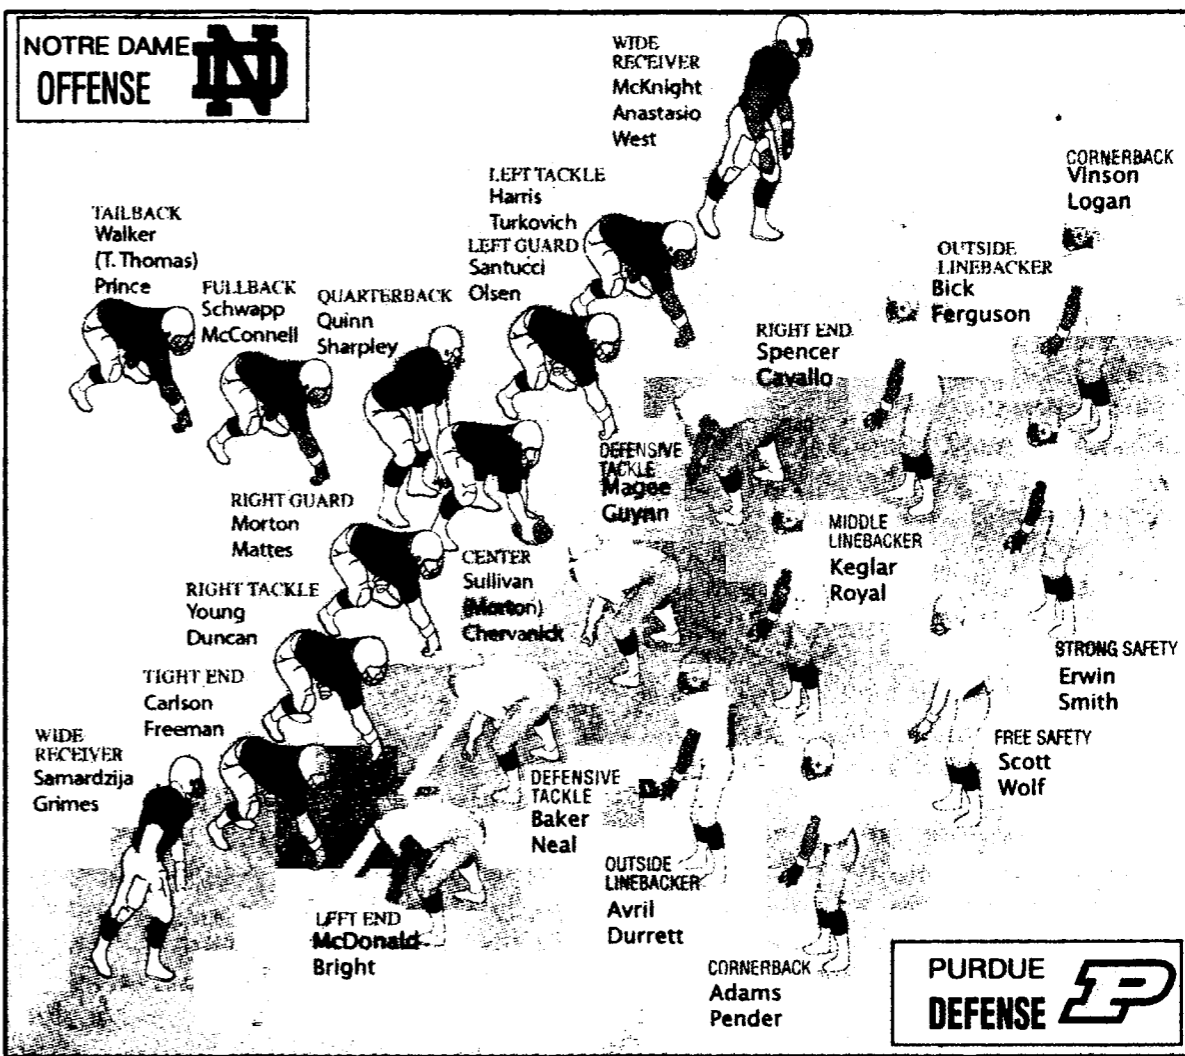 NOTRE DAME
OFFENSE
ND
WIDE
RECEIVER
McKnight
Anastasio
West
LEFT TACKLE
Harris
Turkovich
LEFT GUARD
Santucci
Olsen
TAILBACK
Walker
(T. Thomas)
Prince
FULLBACK
Schwapp
McConnell
QUARTERBACK
Quinn
Sharpley
CORNERBACK
Vinson
Logan
OUTSIDE
LINEBACKER
Bick
Ferguson
RIGHT END
Spencer
Cavallo
DEFENSIVE
TACKLE
Magee
Guynn
RIGHT GUARD
Morton
Mattes
CENTER
Sullivan
(Morton)
Chervanick
RIGHT TACKLE
Young
Duncan
MIDDLE
LINEBACKER
Keglar
Royal
TIGHT END
Carlson
Freeman
STRONG SAFETY
Erwin
Smith
WIDE
RECEIVER
Samardzija
Grimes
FREE SAFETY
Scott
Wolf
DEFENSIVE
TACKLE
Baker
Neal
OUTSIDE
LINEBACKER
Avril
Durrett
LEFT END
McDonald
Bright
CORNERBACK
Adams
Pender
PURDUE
DEFENSE
P